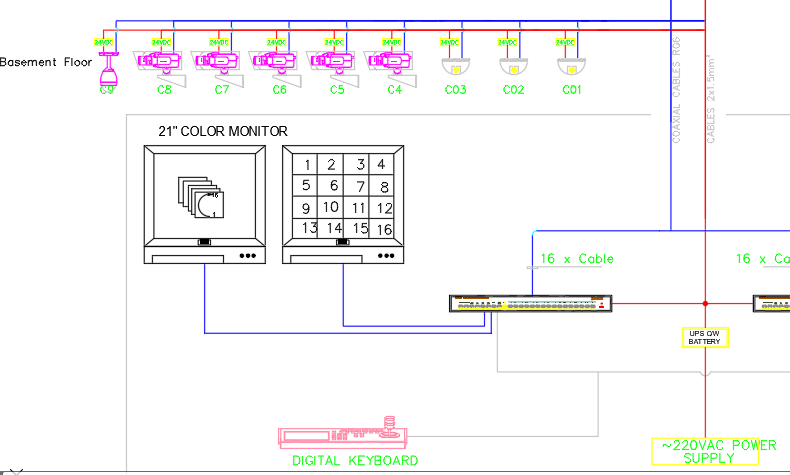 24VDC 24VDC 24VDC 24VDC 24VDC 24VDC 24VDC 24VDC 24VDC
Basement Floor
C9 C8 C7 C6 C5 C4 C03 C02 C01
COAXIAL CABLES RG6
CABLES 2x1.5mm²
21" COLOR MONITOR
16
1
1 2 3 4
5 6 7 8
9 10 11 12
13 14 15 16
16 x Cable
16 x Ca
UPS O/W
BATTERY
~220VAC POWER
SUPPLY
DIGITAL KEYBOARD